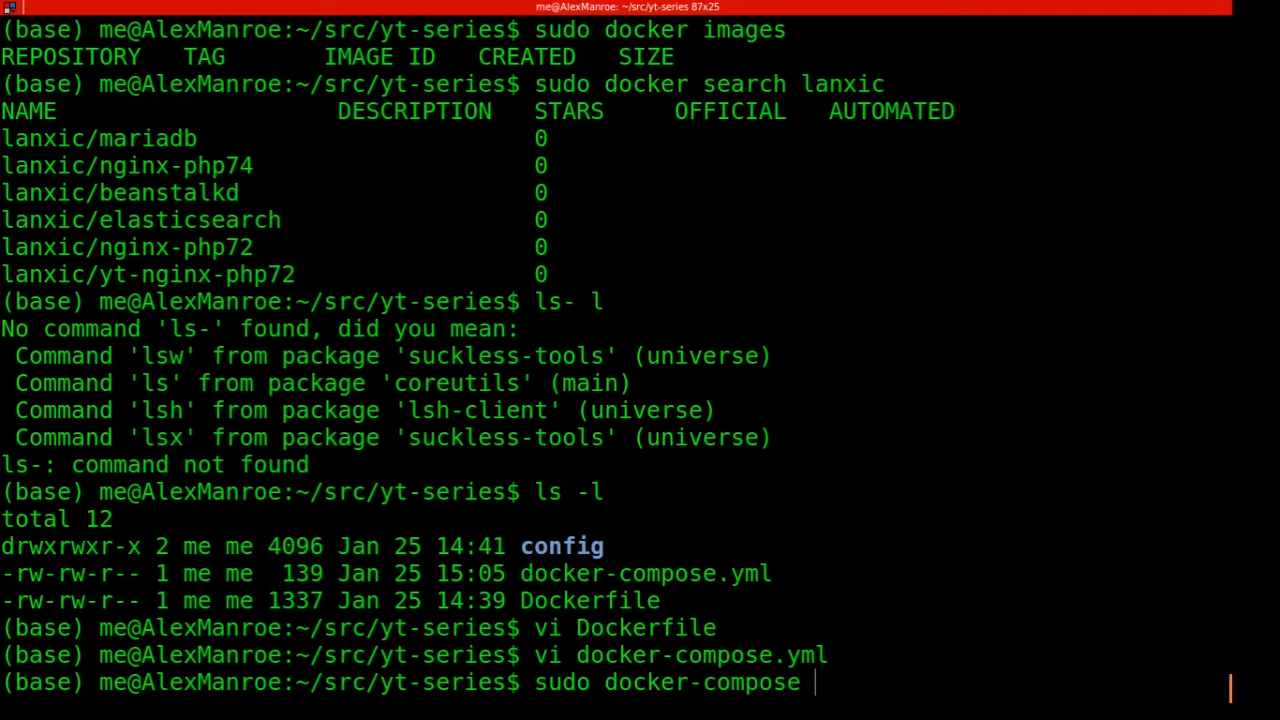 me@AlexManroe: ~/src/yt-series 87x25
(base) me@AlexManroe:~/src/yt-series$ sudo docker images
REPOSITORY   TAG       IMAGE ID   CREATED   SIZE
(base) me@AlexManroe:~/src/yt-series$ sudo docker search lanxic
NAME                    DESCRIPTION   STARS     OFFICIAL   AUTOMATED
lanxic/mariadb                        0
lanxic/nginx-php74                    0
lanxic/beanstalkd                     0
lanxic/elasticsearch                  0
lanxic/nginx-php72                    0
lanxic/yt-nginx-php72                 0
(base) me@AlexManroe:~/src/yt-series$ ls- l
No command 'ls-' found, did you mean:
 Command 'lsw' from package 'suckless-tools' (universe)
 Command 'ls' from package 'coreutils' (main)
 Command 'lsh' from package 'lsh-client' (universe)
 Command 'lsx' from package 'suckless-tools' (universe)
ls-: command not found
(base) me@AlexManroe:~/src/yt-series$ ls -l
total 12
drwxrwxr-x 2 me me 4096 Jan 25 14:41 config
-rw-rw-r-- 1 me me  139 Jan 25 15:05 docker-compose.yml
-rw-rw-r-- 1 me me 1337 Jan 25 14:39 Dockerfile
(base) me@AlexManroe:~/src/yt-series$ vi Dockerfile
(base) me@AlexManroe:~/src/yt-series$ vi docker-compose.yml
(base) me@AlexManroe:~/src/yt-series$ sudo docker-compose